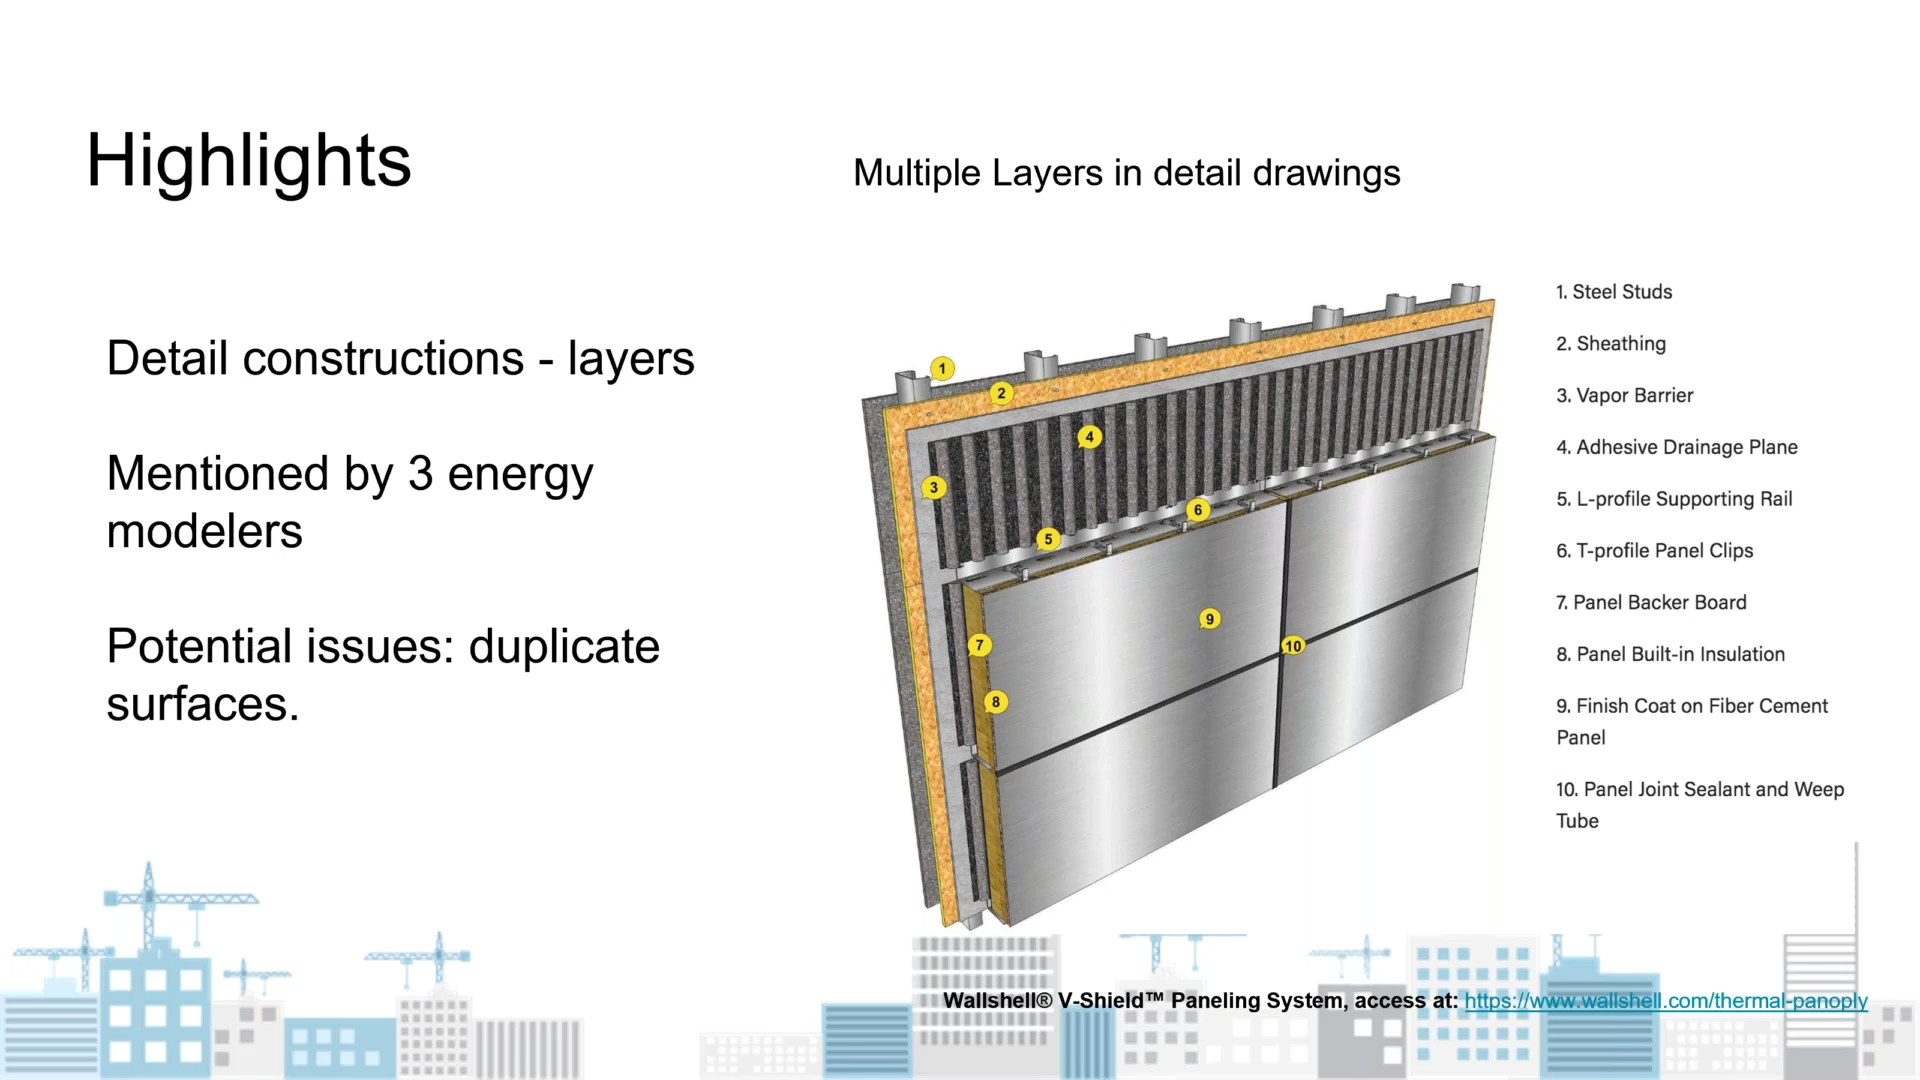 Highlights
Multiple Layers in detail drawings
Detail constructions - layers
Mentioned by 3 energy
modelers
Potential issues: duplicate
surfaces.
1
2
3
4
5
6
7
8
9
10
1. Steel Studs
2. Sheathing
3. Vapor Barrier
4. Adhesive Drainage Plane
5. L-profile Supporting Rail
6. T-profile Panel Clips
7. Panel Backer Board
8. Panel Built-in Insulation
9. Finish Coat on Fiber Cement
Panel
10. Panel Joint Sealant and Weep
Tube
Wallshell® V-Shield™ Paneling System, access at: https://www.wallshell.com/thermal-panoply